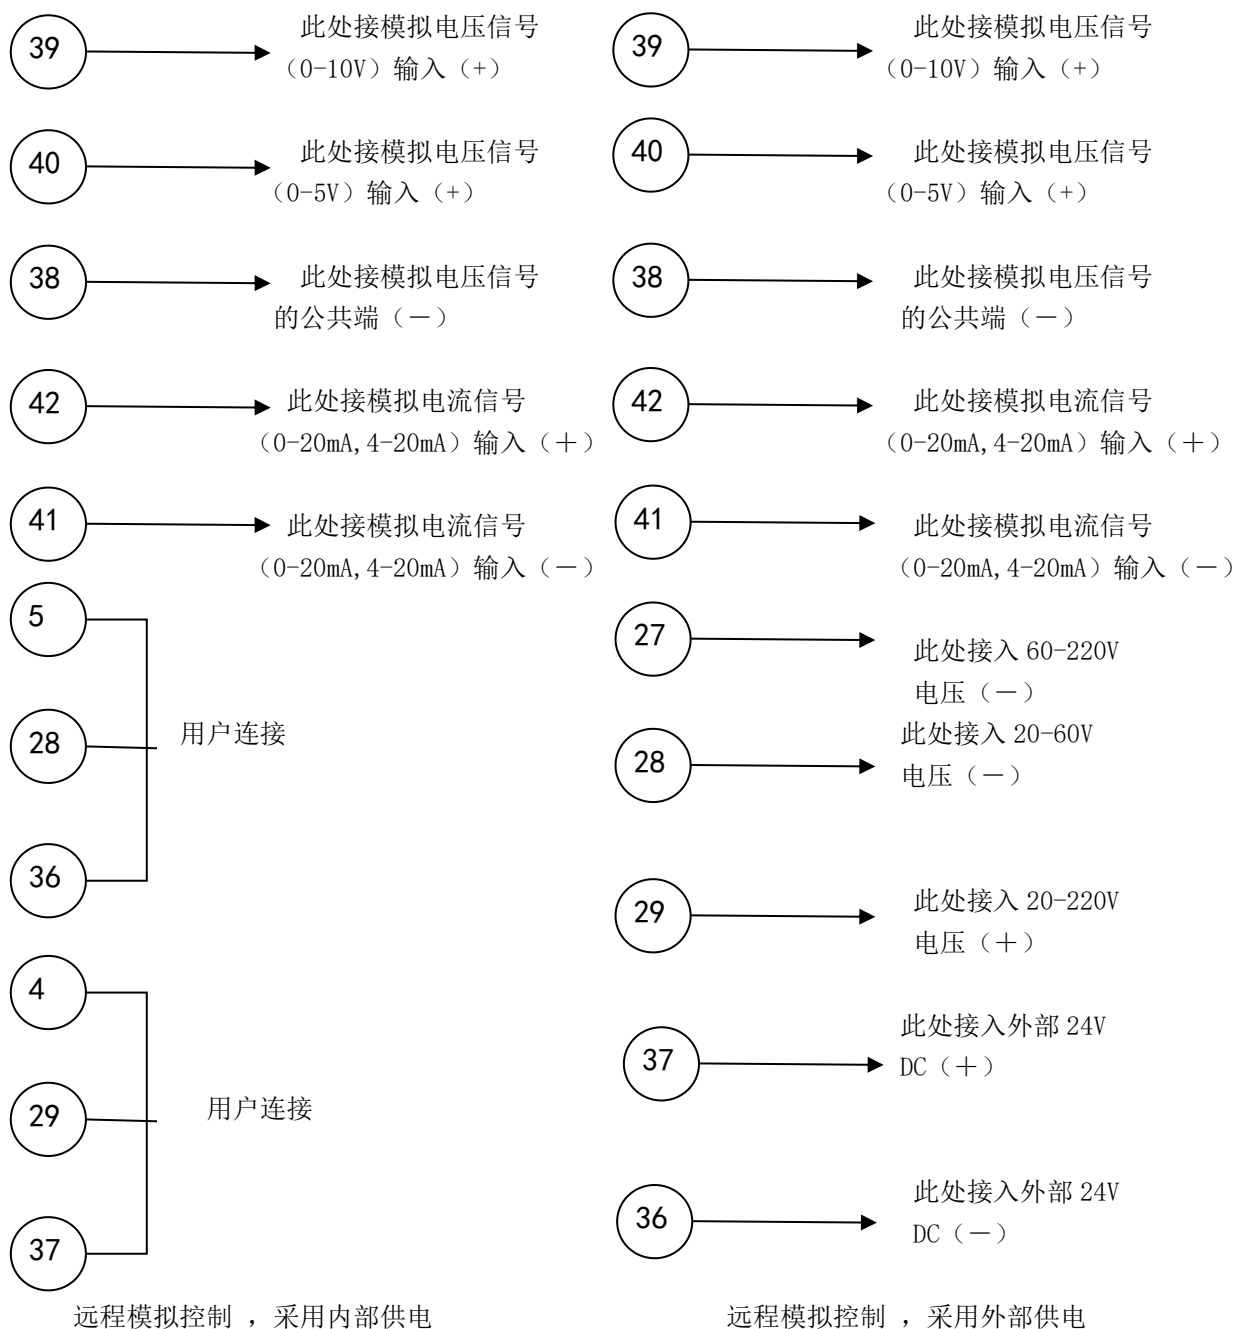 39
此处接模拟电压信号
（0-10V）输入（+）
40
此处接模拟电压信号
（0-5V）输入（+）
38
此处接模拟电压信号
的公共端（－）
42
此处接模拟电流信号
（0-20mA,4-20mA）输入（＋）
41
此处接模拟电流信号
（0-20mA,4-20mA）输入（－）
5
28
用户连接
36
4
29
用户连接
37
远程模拟控制 ，采用内部供电
39
此处接模拟电压信号
（0-10V）输入（+）
40
此处接模拟电压信号
（0-5V）输入（+）
38
此处接模拟电压信号
的公共端（－）
42
此处接模拟电流信号
（0-20mA,4-20mA）输入（＋）
41
此处接模拟电流信号
（0-20mA,4-20mA）输入（－）
27
此处接入 60-220V
电压（－）
28
此处接入 20-60V
电压（－）
29
此处接入 20-220V
电压（＋）
37
此处接入外部 24V
DC（＋）
36
此处接入外部 24V
DC（－）
远程模拟控制 ，采用外部供电